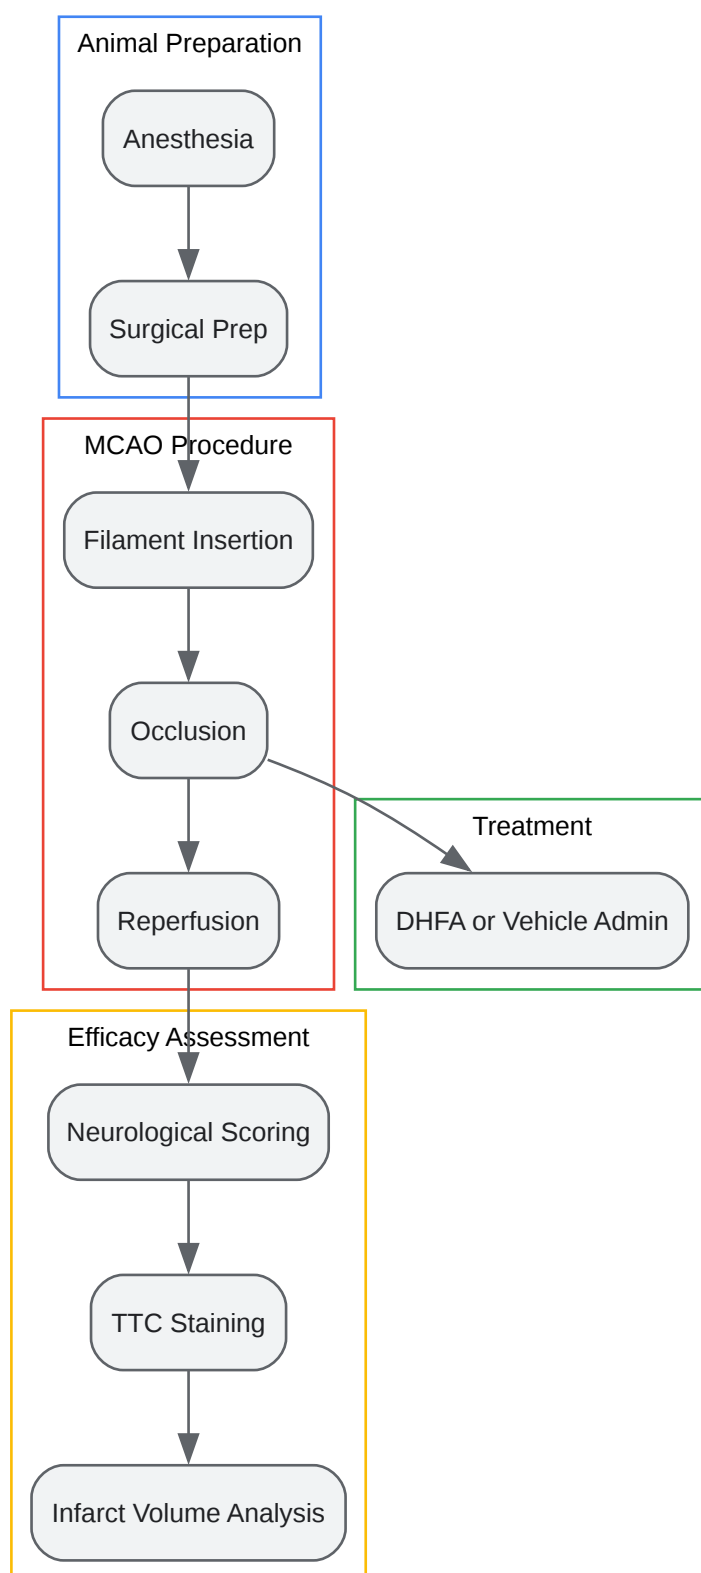 Animal Preparation
Anesthesia
Surgical Prep
MCAO Procedure
Filament Insertion
Occlusion
Reperfusion
Treatment
DHFA or Vehicle Admin
Efficacy Assessment
Neurological Scoring
TTC Staining
Infarct Volume Analysis